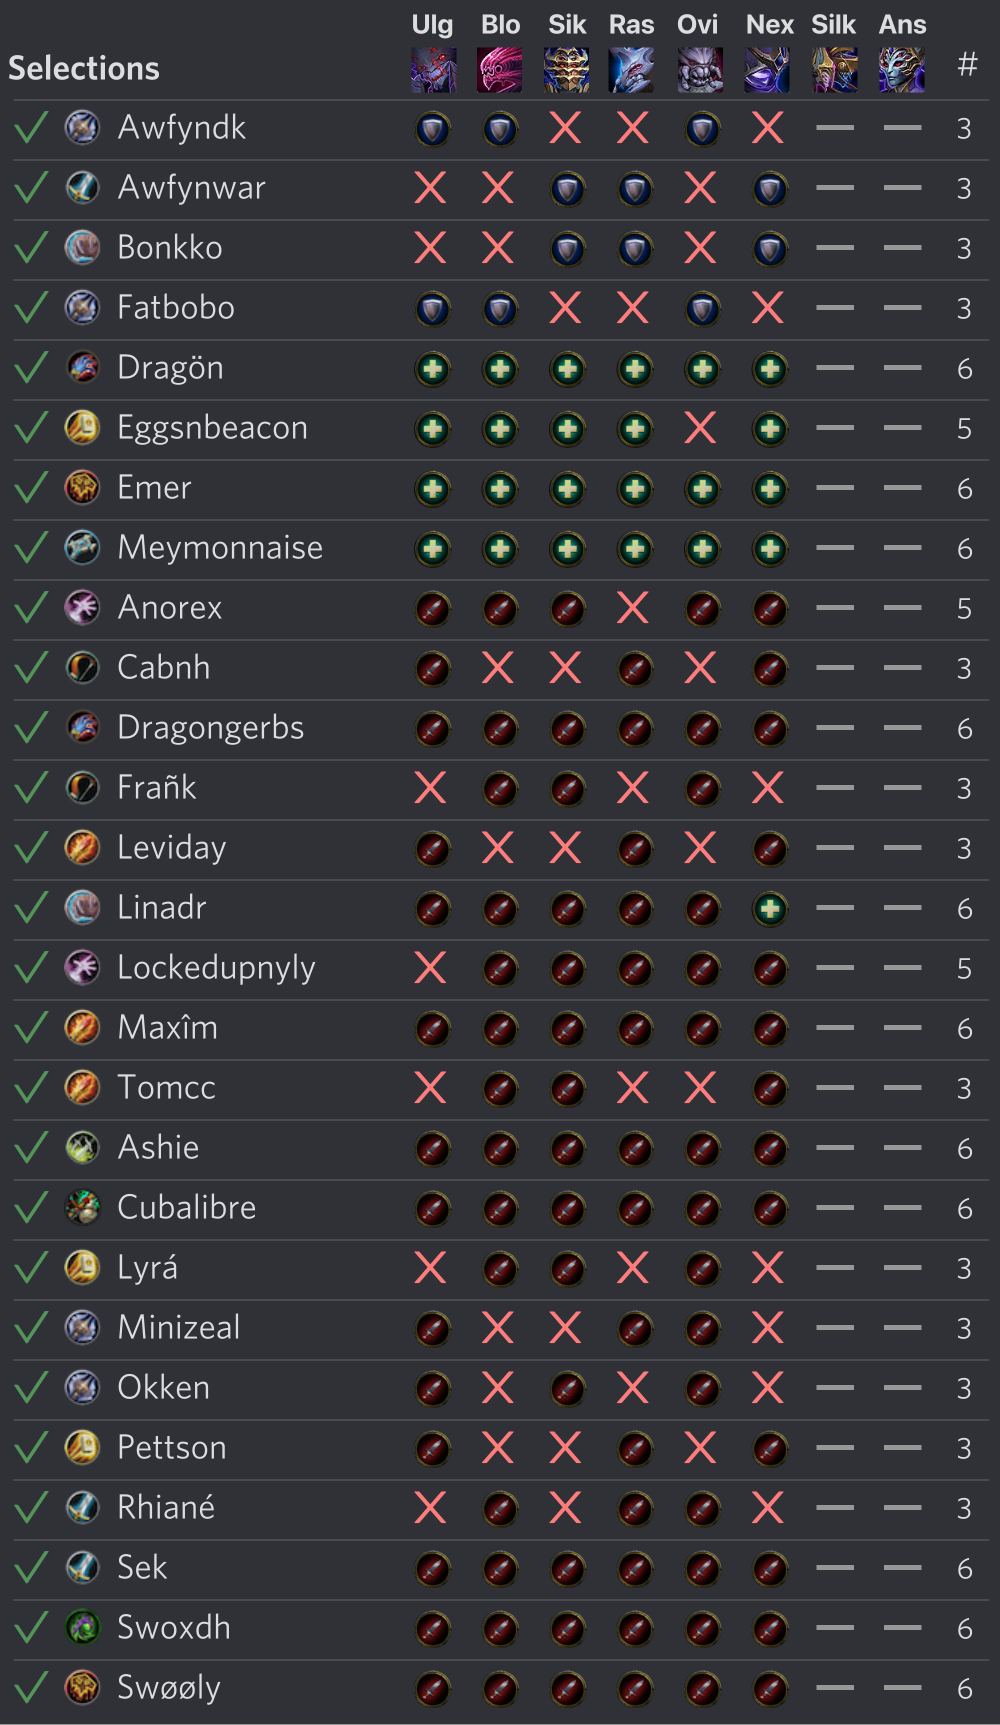 Ulg Blo Sik Ras Ovi Nex Silk Ans
Selections #
Awfyndk 3
Awfynwar 3
Bonkko 3
Fatbobo 3
Dragön 6
Eggsnbeacon 5
Emer 6
Meymonnaise 6
Anorex 5
Cabnh 3
Dragongerbs 6
Frañk 3
Leviday 3
Linadr 6
Lockedupnyly 5
Maxîm 6
Tomcc 3
Ashie 6
Cubalibre 6
Lyrá 3
Minizeal 3
Okken 3
Pettson 3
Rhiané 3
Sek 6
Swoxdh 6
Swøøly 6